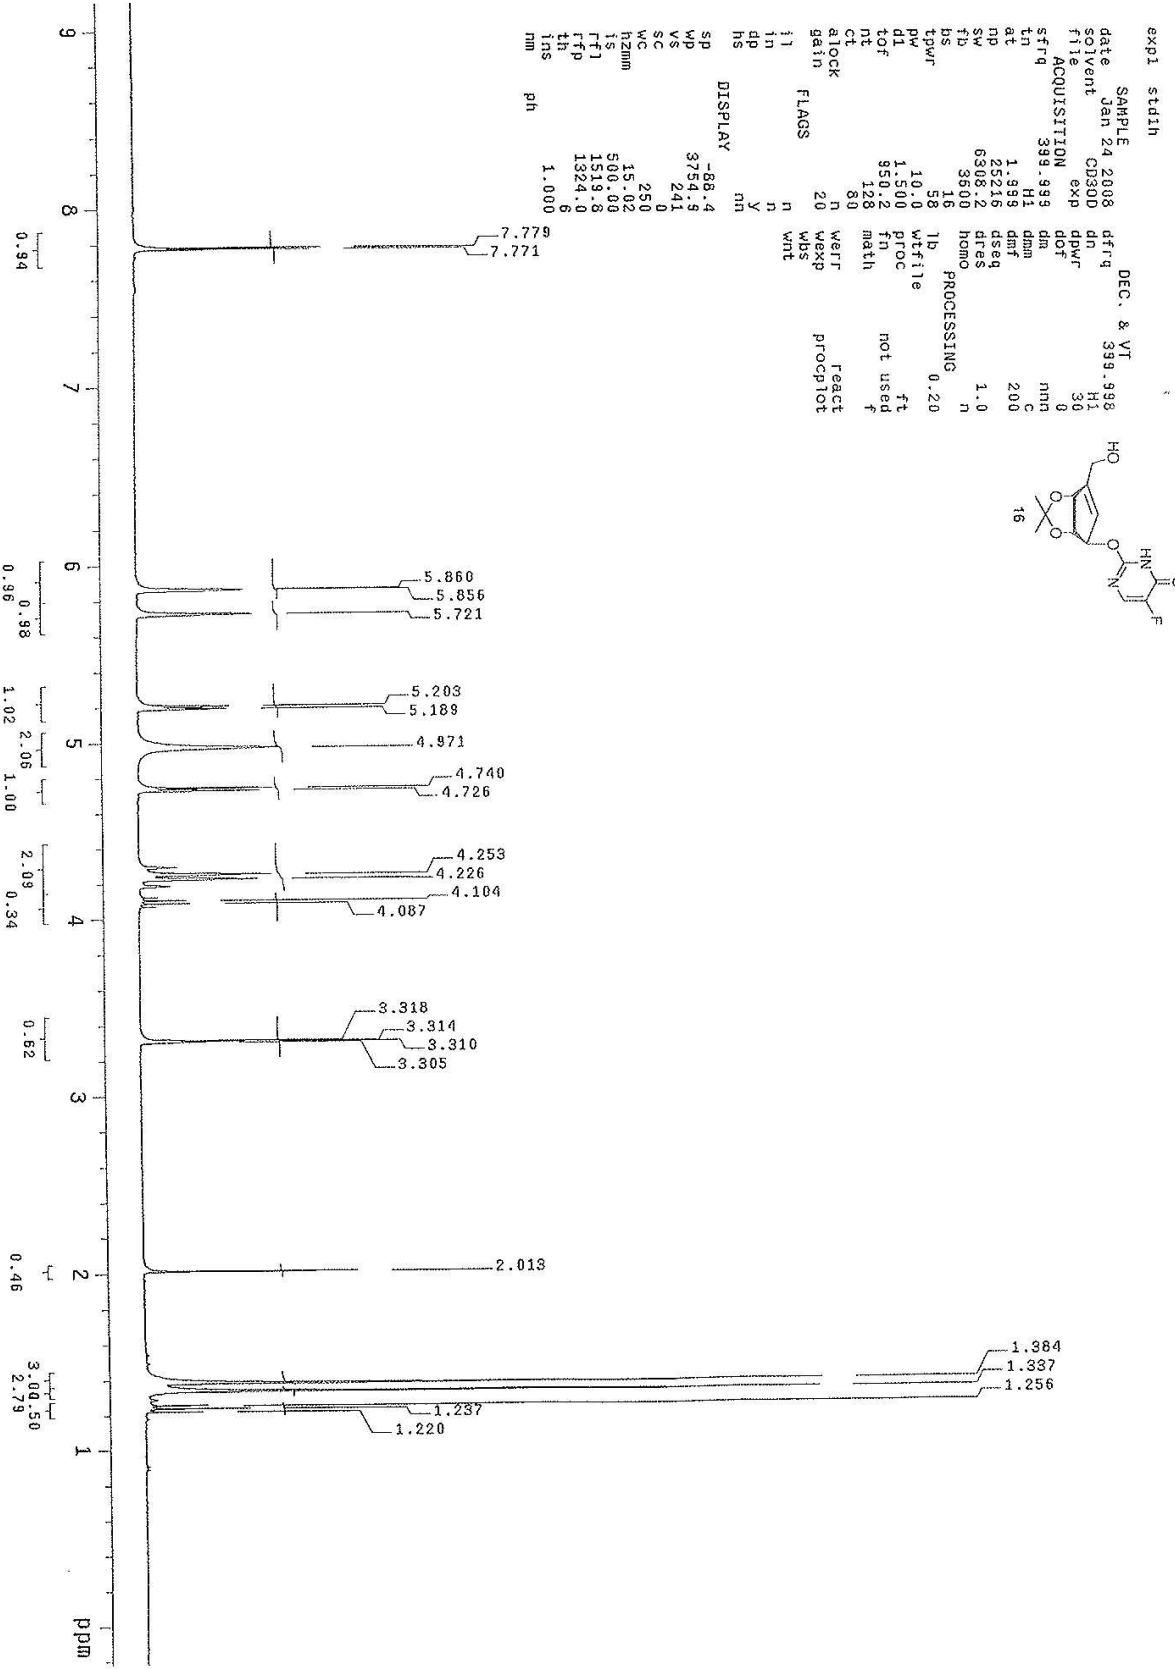 exp1 stdlh
SAMPLE
date Jan 24 2008
solvent CD3OD
file exp
ACQUISITION
sfrq 399.999
tn H1
at 1.999
np 25216
sw 6308.2
fb 3600
bs 16
tpwr 58
pw 10.0
d1 1.500
tof 950.2
nt 128
ct 80
alock n
gain 20
FLAGS
il n
in n
dp y
hs nn
DISPLAY
sp -88.4
wp 3754.9
vs 241
sc 0
wc 250
hzmm 15.02
is 500.00
rfl 1519.8
rfp 1324.0
th 6
ins 1.000
nm ph
DEC. & VT
dfrq 399.998
dn H1
dpwr 30
dof 0
dm nnn
dmm c
dmf 200
dseq
dres 1.0
homo n
PROCESSING
lb 0.20
wtfile
proc ft
fn not used
math f
werr react
wexp procplot
wbs
wnt
HO
O
O
O
HN
N
O
F
16
7.779
7.771
5.860
5.856
5.721
5.203
5.189
4.971
4.740
4.726
4.253
4.226
4.104
4.087
3.318
3.314
3.310
3.305
2.013
1.384
1.337
1.256
1.237
1.220
9 8 7 6 5 4 3 2 1 ppm
0.94
0.96
0.98
1.02
2.06
1.00
2.09
0.34
0.62
0.46
3.00
2.79